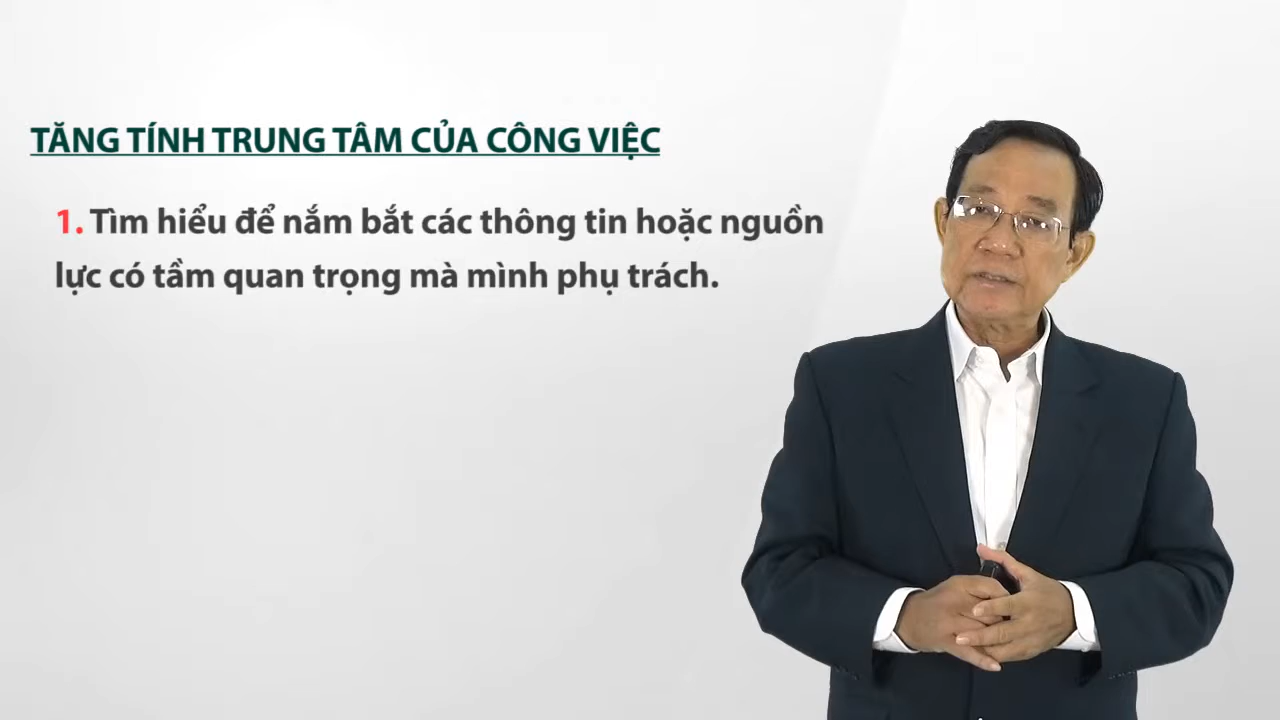 TĂNG TÍNH TRUNG TÂM CỦA CÔNG VIỆC
1. Tìm hiểu để nắm bắt các thông tin hoặc nguồn
lực có tầm quan trọng mà mình phụ trách.